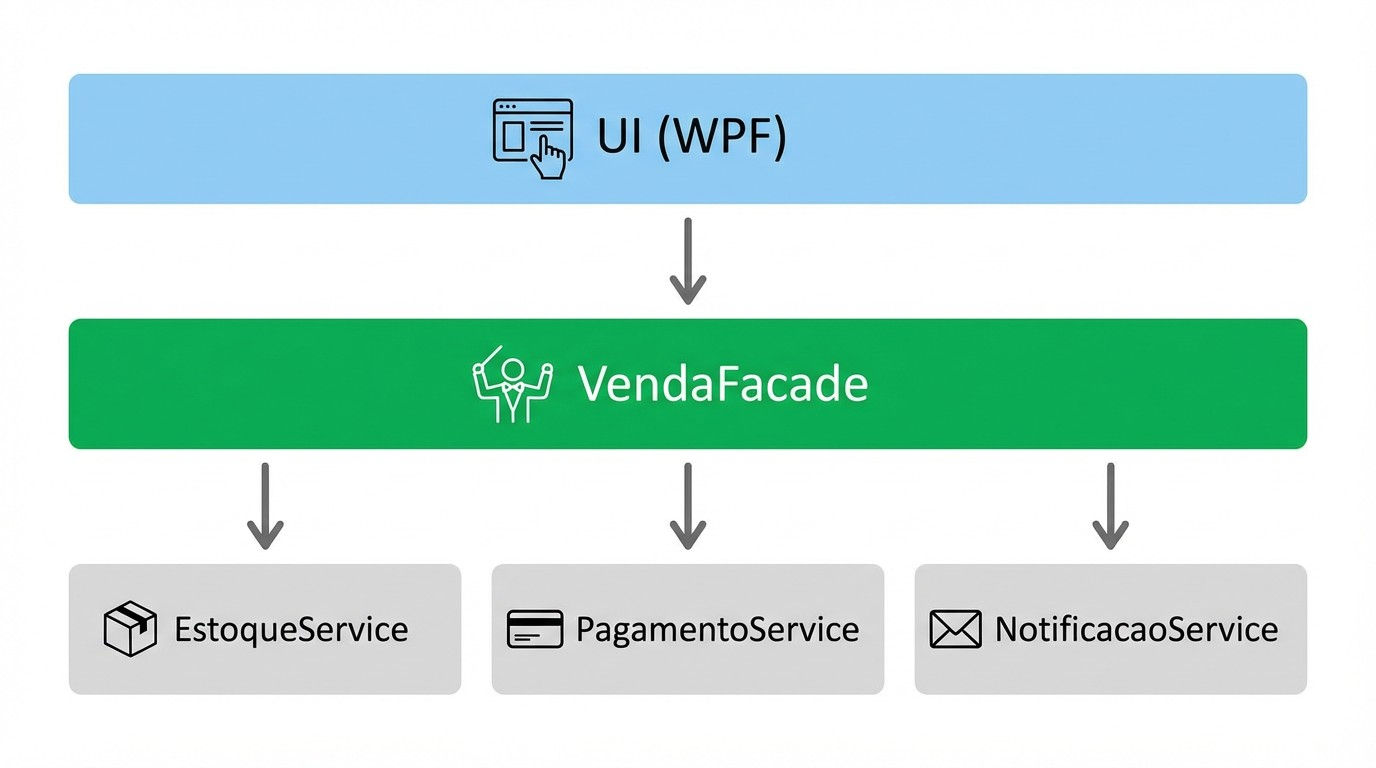 UI (WPF)
VendaFacade
EstoqueService
PagamentoService
NotificacaoService